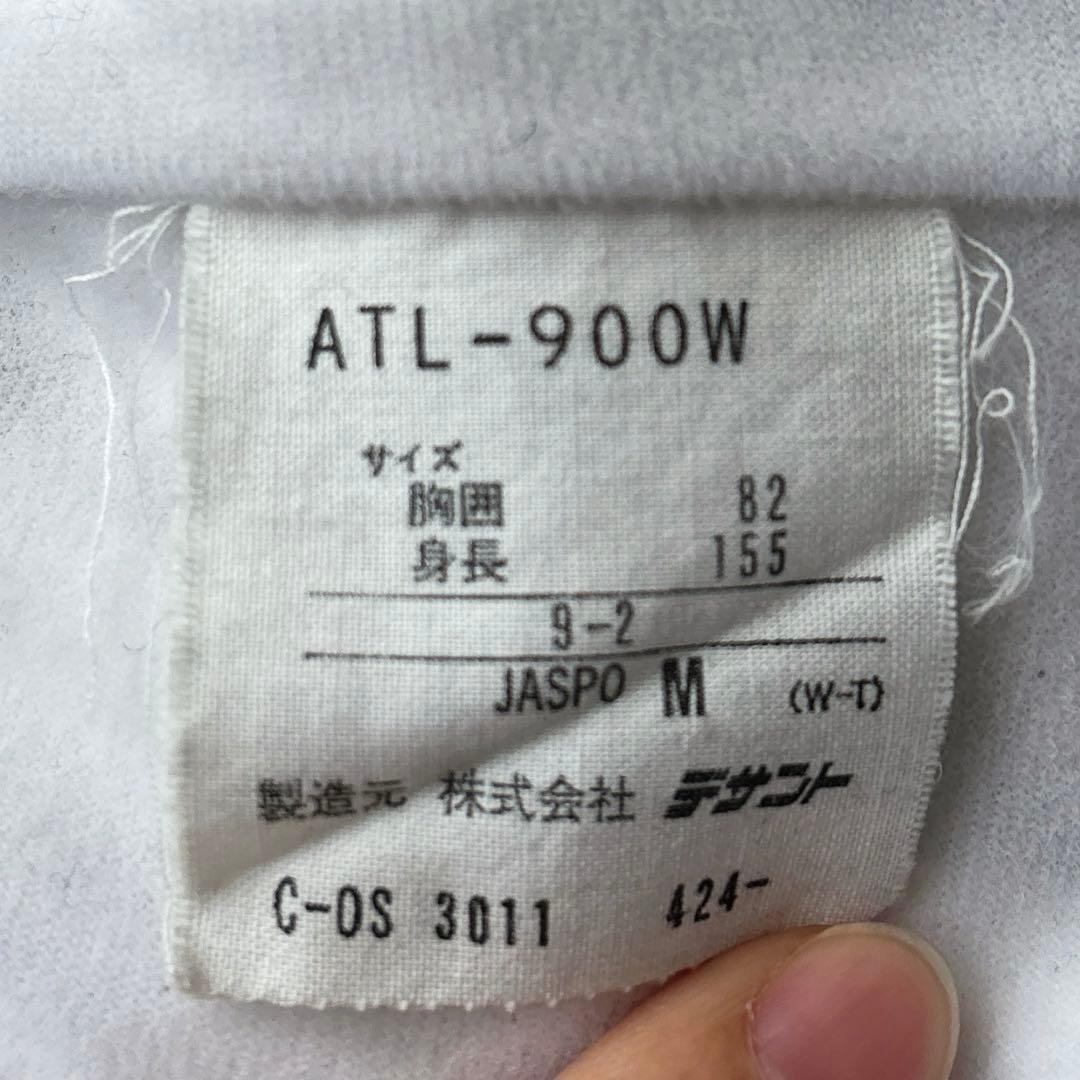 ATL-900W
サイズ
胸囲 82
身長 155
9-2
JASPO M (W-T)
製造元 株式会社 デサント
C-OS 3011 424-